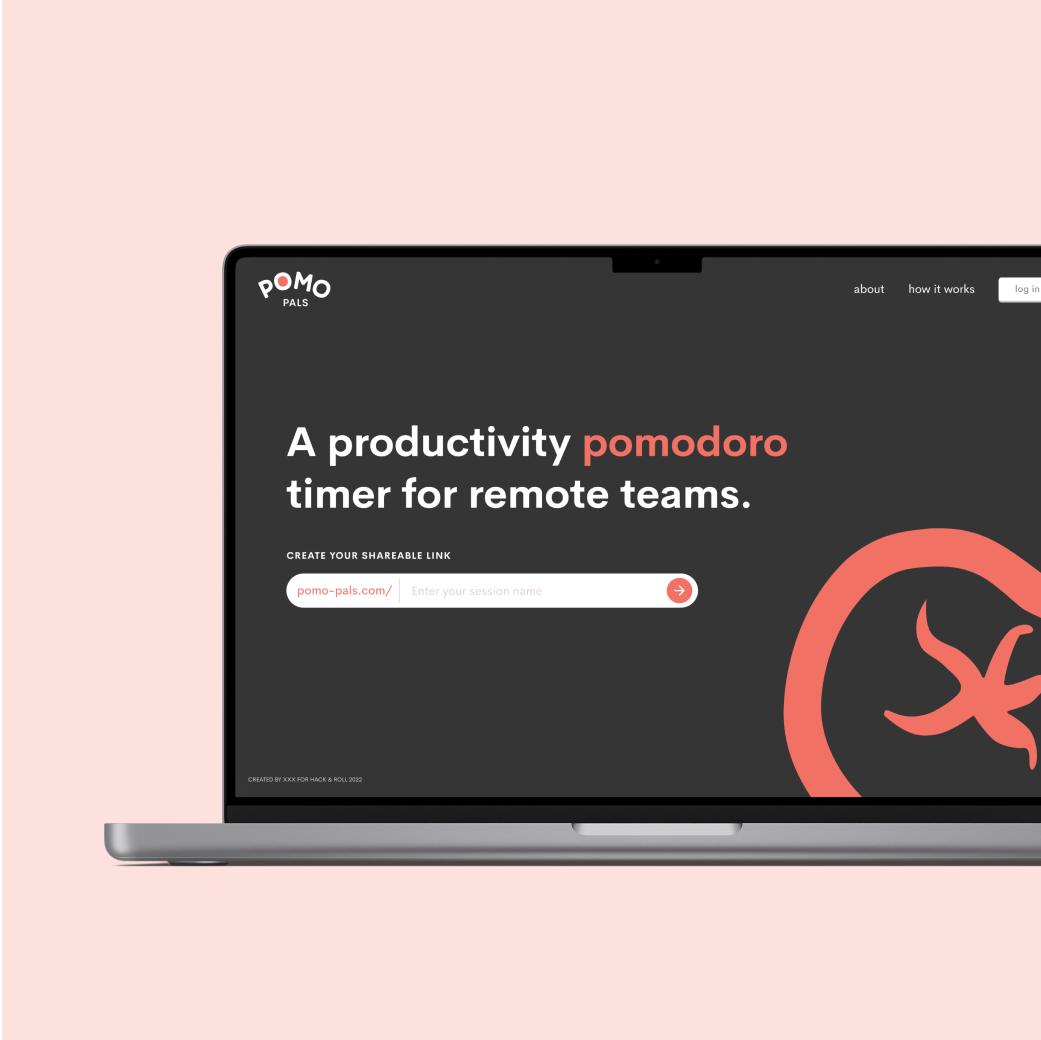 POMO
PALS
about how it works log in
A productivity pomodoro
timer for remote teams.
CREATE YOUR SHAREABLE LINK
pomo-pals.com/ Enter your session name
CREATED BY XXX FOR HACK & ROLL 2022